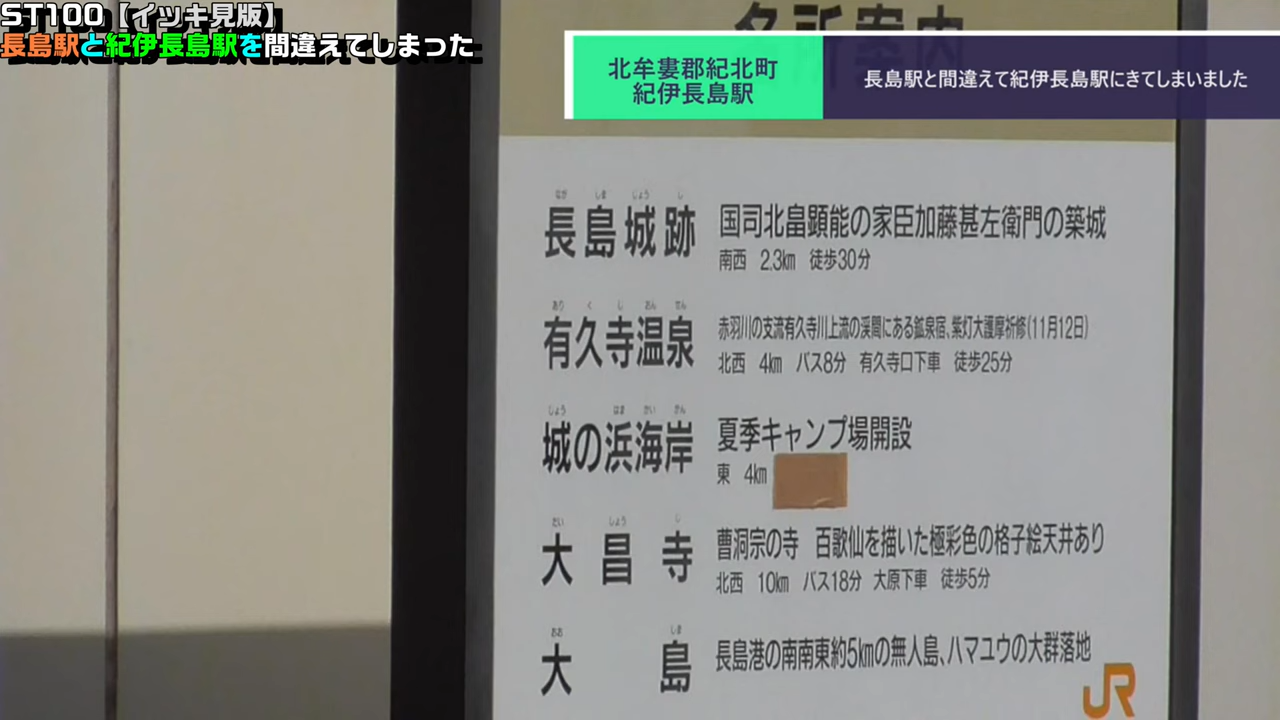 ST100【イツキ見版】
長島駅と紀伊長島駅を間違えてしまった
北牟婁郡紀北町
紀伊長島駅
長島駅と間違えて紀伊長島駅にきてしまいました
名所案内
なが しま じょう し
長島城跡
国司北畠顕能の家臣加藤甚左衛門の築城
南西 2.3km 徒歩30分
あり く じ おん せん
有久寺温泉
赤羽川の支流有久寺川上流の渓間にある鉱泉宿、紫灯大護摩祈修(11月12日)
北西 4km バス8分 有久寺口下車 徒歩25分
じょう はま かい がん
城の浜海岸
夏季キャンプ場開設
東 4km
だい しょう じ
大昌寺
曹洞宗の寺 百歌仙を描いた極彩色の格子絵天井あり
北西 10km バス18分 大原下車 徒歩5分
おお しま
大島
長島港の南南東約5kmの無人島、ハマユウの大群落地
JR